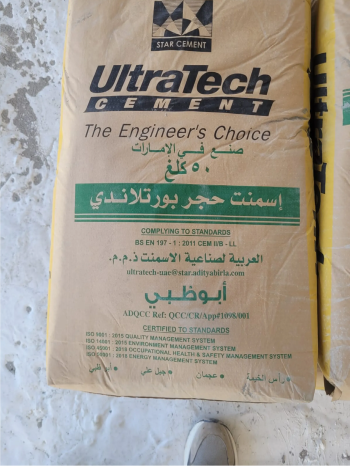 STAR CEMENT
UltraTech
CEMENT
The Engineer's Choice
صنع في الإمارات
٥٠ كلغ
إسمنت حجر بورتلاندي
COMPLYING TO STANDARDS
BS EN 197 - 1 : 2011 CEM II/B - LL
العربية لصناعية الاسمنت ذ.م.م.
ultratech-uae@star.adityabirla.com
أبوظبي
ADQCC Ref: QCC/CR/App#1098/001
CERTIFIED TO STANDARDS
ISO 9001 : 2015 QUALITY MANAGEMENT SYSTEM
ISO 14001 : 2015 ENVIRONMENT MANAGEMENT SYSTEM
ISO 45001 : 2018 OCCUPATIONAL HEALTH & SAFETY MANAGEMENT SYSTEM
ISO 50001 : 2018 ENERGY MANAGEMENT SYSTEM
رأس الخيمة • عجمان • جبل علي • أبوظبي